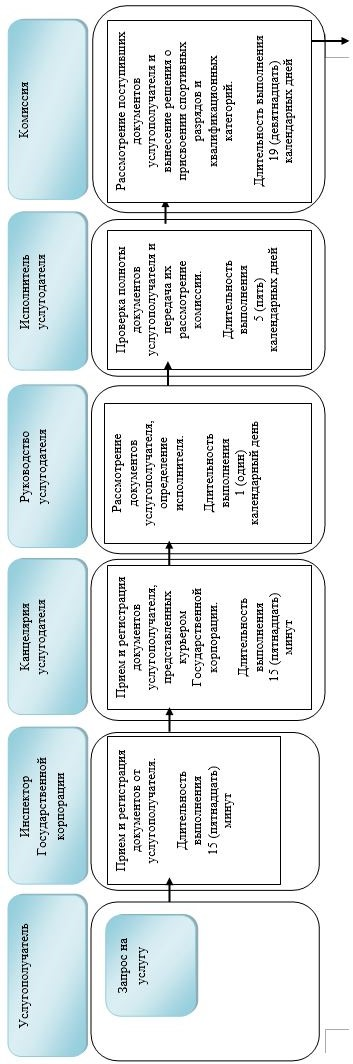 Услугополучатель
Инспектор
Государственной
корпорации
Канцелярия
услугодателя
Руководство
услугодателя
Исполнитель
услугодателя
Комиссия
Запрос на
услугу
Прием и регистрация
документов от
услугополучателя.
Длительность
выполнения
15 (пятнадцать)
минут
Прием и регистрация
документов
услугополучателя,
представленных
курьером
Государственной
корпорации.
Длительность
выполнения
15 (пятнадцать)
минут
Рассмотрение
документов
услугополучателя,
определение
исполнителя.
Длительность
выполнения
1 (один)
календарный день
Проверка полноты
документов
услугополучателя и
передача их
рассмотрение
комиссии.
Длительность
выполнения
5 (пять)
календарных дней
Рассмотрение поступивших
документов
услугополучателя и
вынесение решения о
присвоении спортивных
разрядов и
квалификационных
категорий.
Длительность выполнения
19 (девятнадцать)
календарных дней